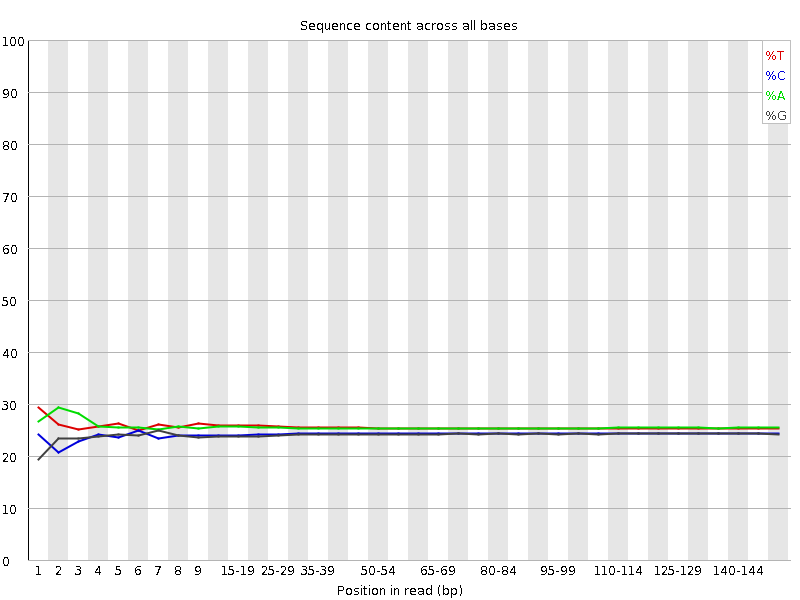 Sequence content across all bases
100
90
80
70
60
50
40
30
20
10
0
%T
%C
%A
%G
1 2 3 4 5 6 7 8 9 15-19 25-29 35-39 50-54 65-69 80-84 95-99 110-114 125-129 140-144
Position in read (bp)